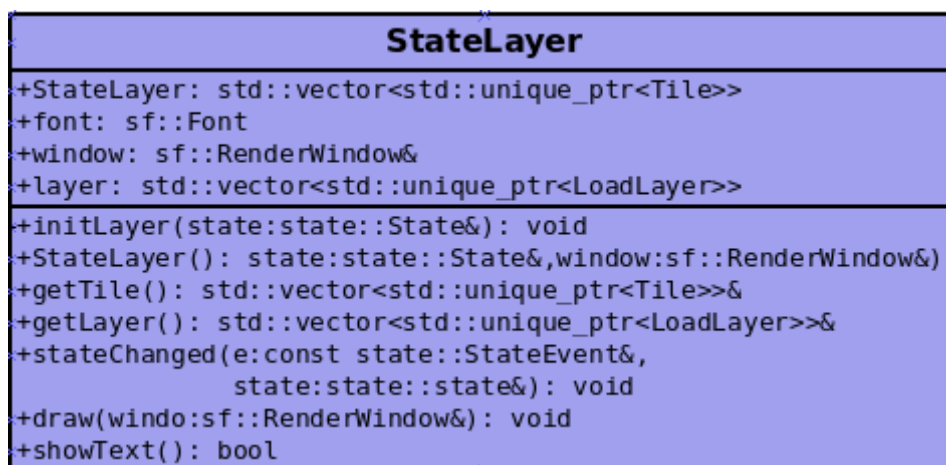 StateLayer
+StateLayer: std::vector<std::unique_ptr<Tile>>
+font: sf::Font
+window: sf::RenderWindow&
+layer: std::vector<std::unique_ptr<LoadLayer>>
+initLayer(state:state::State&): void
+StateLayer(): state:state::State&,window:sf::RenderWindow&)
+getTile(): std::vector<std::unique_ptr<Tile>>&
+getLayer(): std::vector<std::unique_ptr<LoadLayer>>&
+stateChanged(e:const state::StateEvent&,
state:state::state&): void
+draw(windo:sf::RenderWindow&): void
+showText(): bool